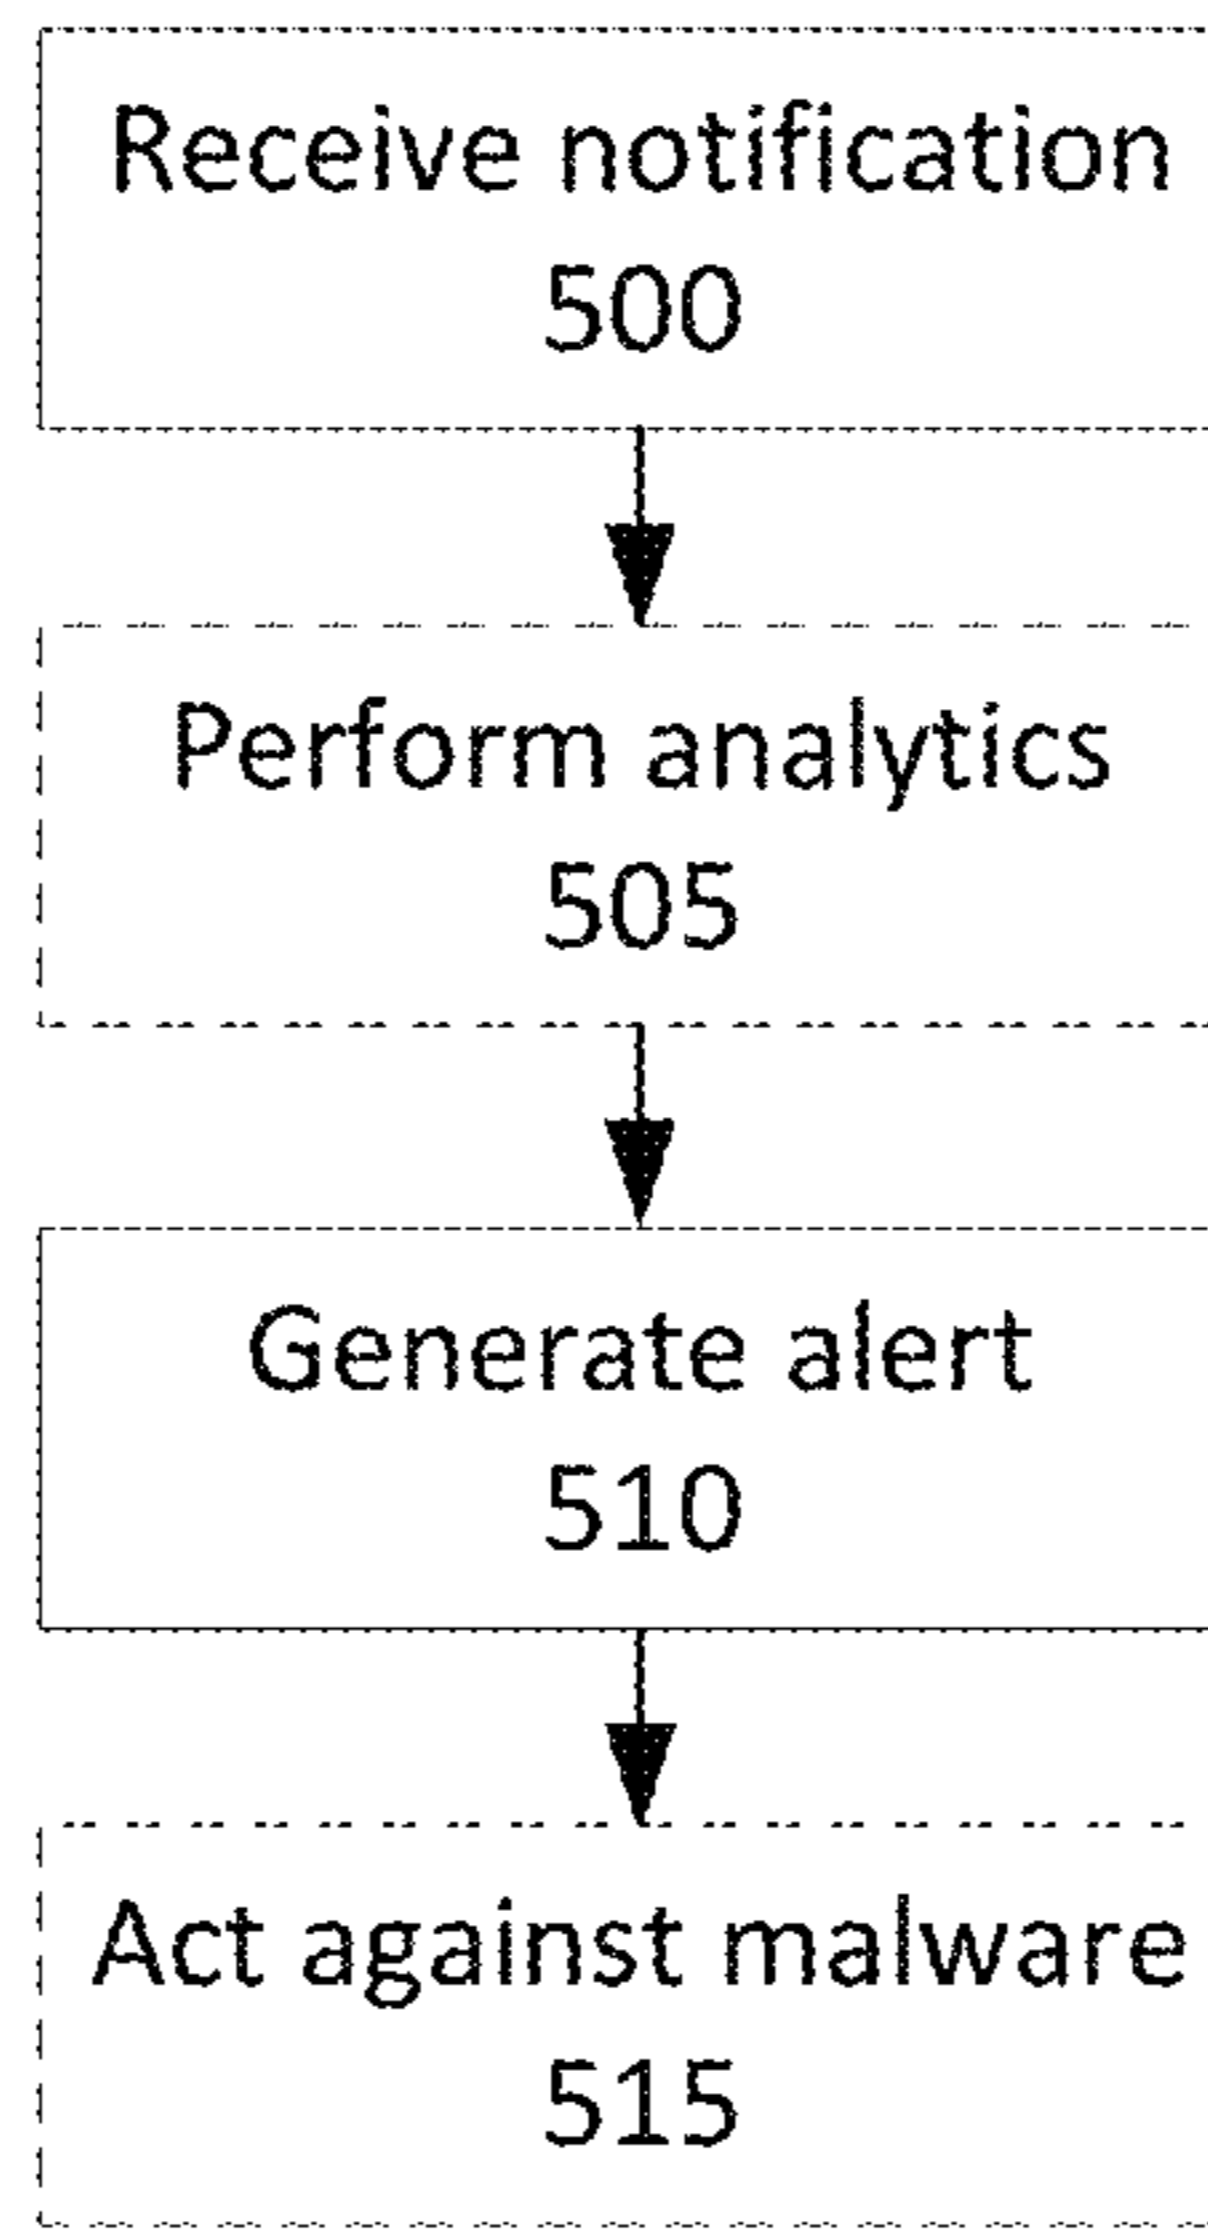 Receive notification
500
Perform analytics
505
Generate alert
510
Act against malware
515